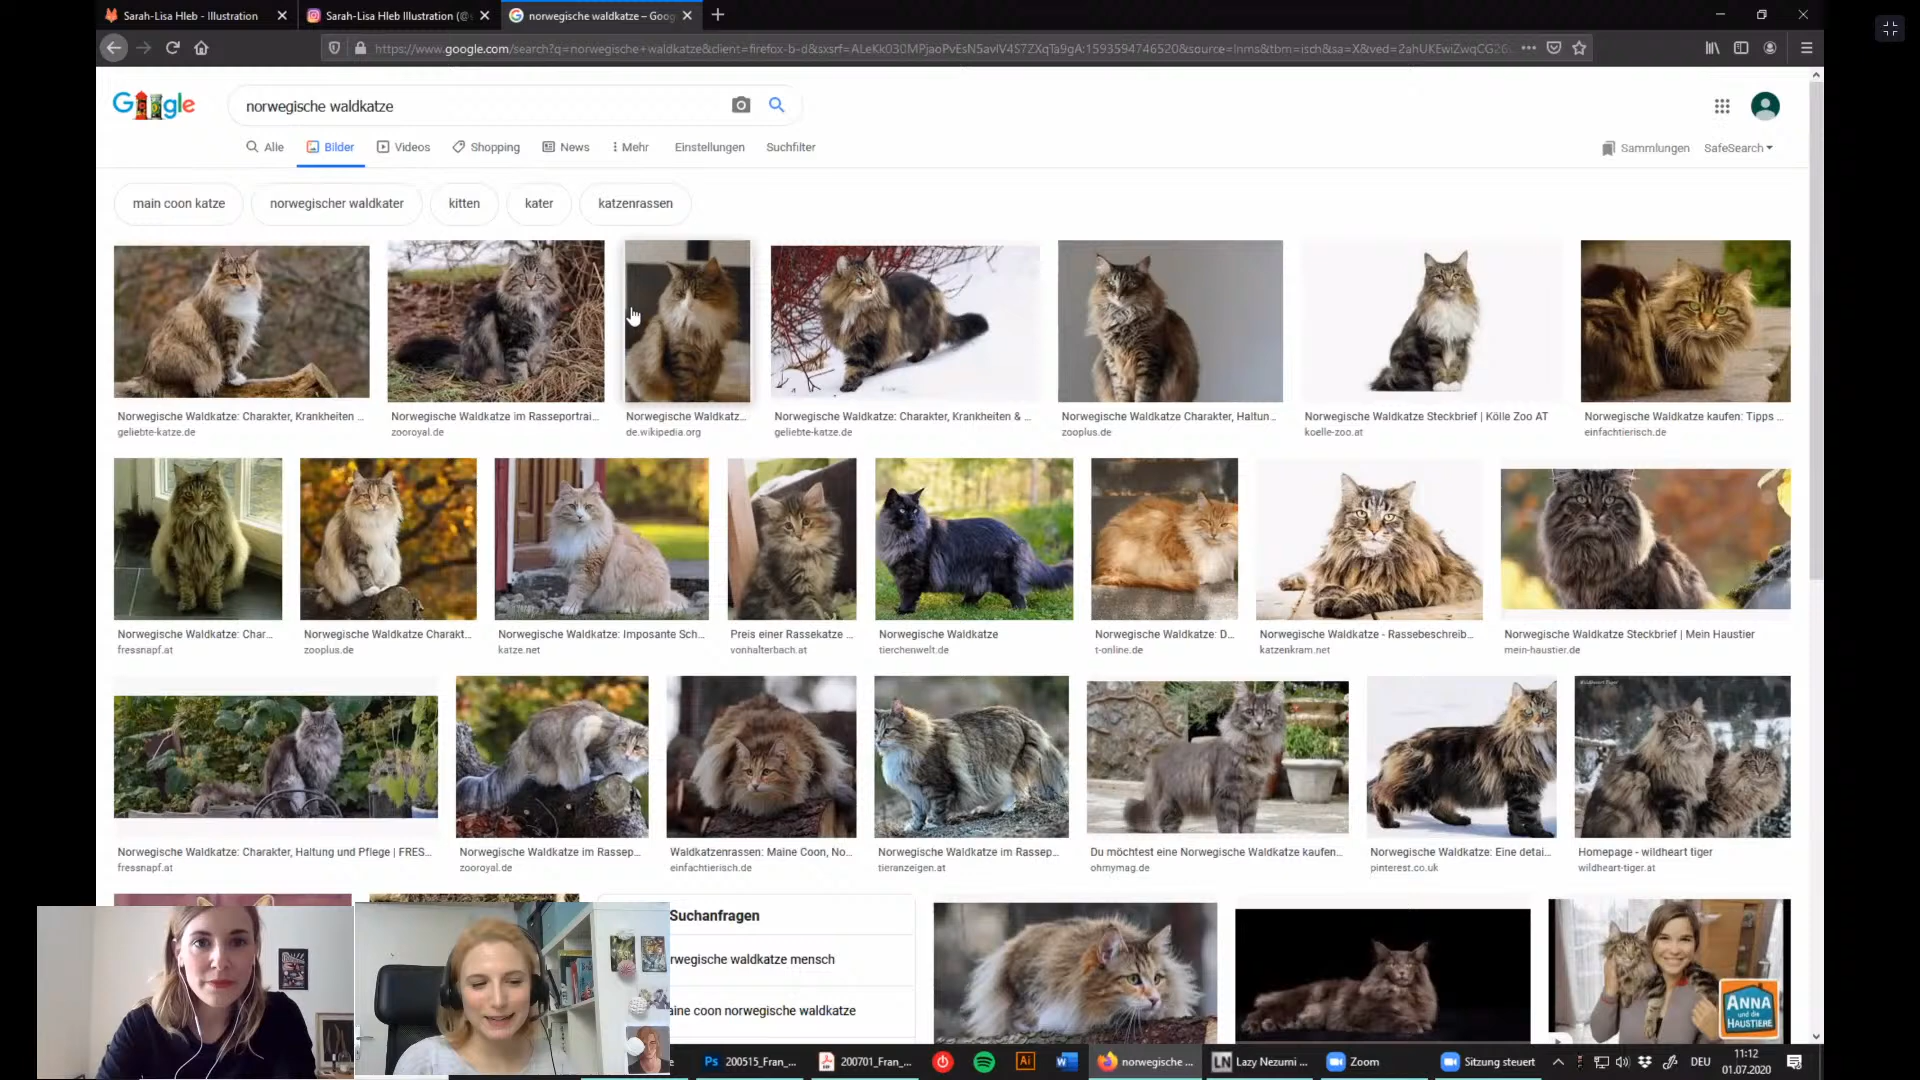 Sarah-Lisa Hleb - Illustration
Sarah-Lisa Hleb Illustration (@
norwegische waldkatze – Goog
Google
norwegische waldkatze
Alle
Bilder
Videos
Shopping
News
Mehr
Einstellungen
Suchfilter
Sammlungen
SafeSearch
main coon katze
norwegischer waldkater
kitten
kater
katzenrassen
Norwegische Waldkatze: Charakter, Krankheiten ...
geliebte-katze.de
Norwegische Waldkatze im Rasseportrai...
zooroyal.de
Norwegische Waldkatz...
de.wikipedia.org
Norwegische Waldkatze: Charakter, Krankheiten & ...
geliebte-katze.de
Norwegische Waldkatze Charakter, Haltun...
zooplus.de
Norwegische Waldkatze Steckbrief | Kölle Zoo AT
koelle-zoo.at
Norwegische Waldkatze kaufen: Tipps ...
einfachtierisch.de
Norwegische Waldkatze: Char...
fressnapf.at
Norwegische Waldkatze Charakt...
zooplus.de
Norwegische Waldkatze: Imposante Sch...
katze.net
Preis einer Rassekatze ...
vonhalterbach.at
Norwegische Waldkatze
tierchenwelt.de
Norwegische Waldkatze: D...
t-online.de
Norwegische Waldkatze - Rassebeschreib...
katzenkram.net
Norwegische Waldkatze Steckbrief | Mein Haustier
mein-haustier.de
Norwegische Waldkatze: Charakter, Haltung und Pflege | FRES...
fressnapf.at
Norwegische Waldkatze im Rassep...
zooroyal.de
Waldkatzenrassen: Maine Coon, No...
einfachtierisch.de
Norwegische Waldkatze im Rassep...
tieranzeigen.at
Du möchtest eine Norwegische Waldkatze kaufen...
ohmymag.de
Norwegische Waldkatze: Eine detai...
pinterest.co.uk
Homepage - wildheart tiger
wildheart-tiger.at
Suchanfragen
rwegische waldkatze mensch
aine coon norwegische waldkatze
ANNA
und die
HAUSTIERE
Ps
200515_Fran_...
200701_Fran_...
Ai
norwegische ...
LN
Lazy Nezumi ...
Zoom
Sitzung steuert
DEU
11:12
01.07.2020